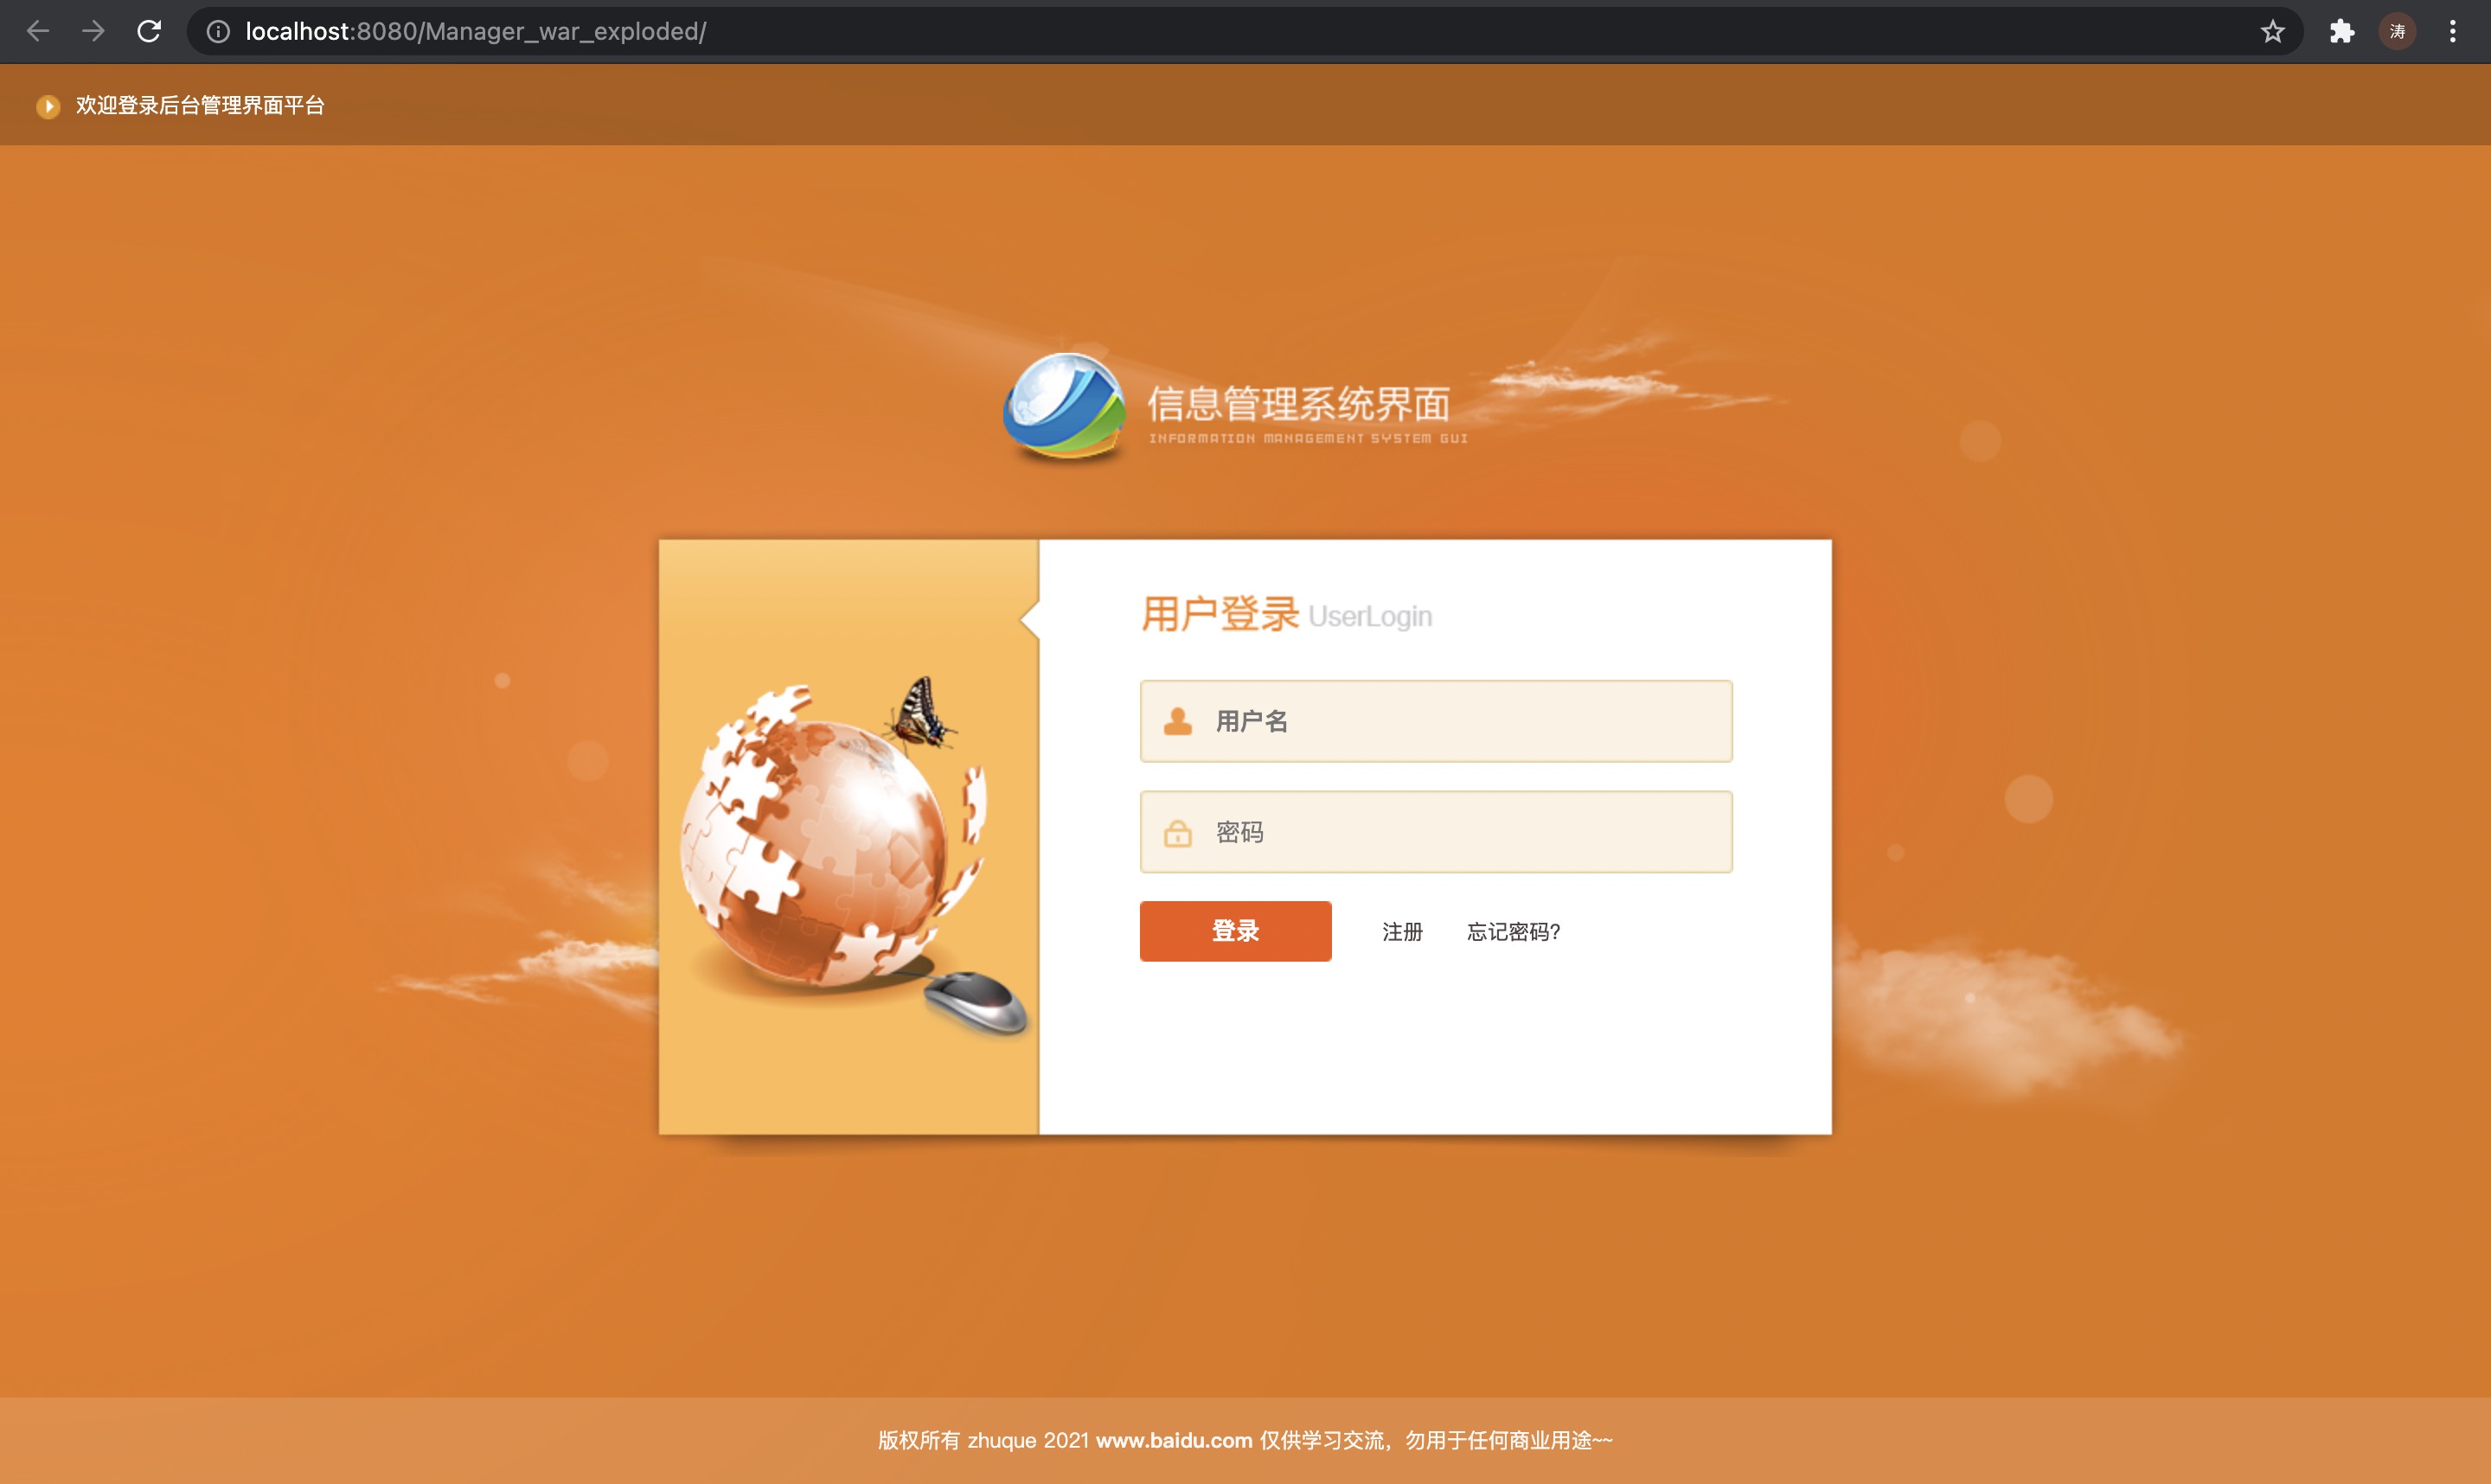 localhost:8080/Manager_war_exploded/
涛
欢迎登录后台管理界面平台
信息管理系统界面
INFORMATION MANAGEMENT SYSTEM GUI
用户登录 UserLogin
用户名
密码
登录 注册 忘记密码?
版权所有 zhuque 2021 www.baidu.com 仅供学习交流，勿用于任何商业用途~~